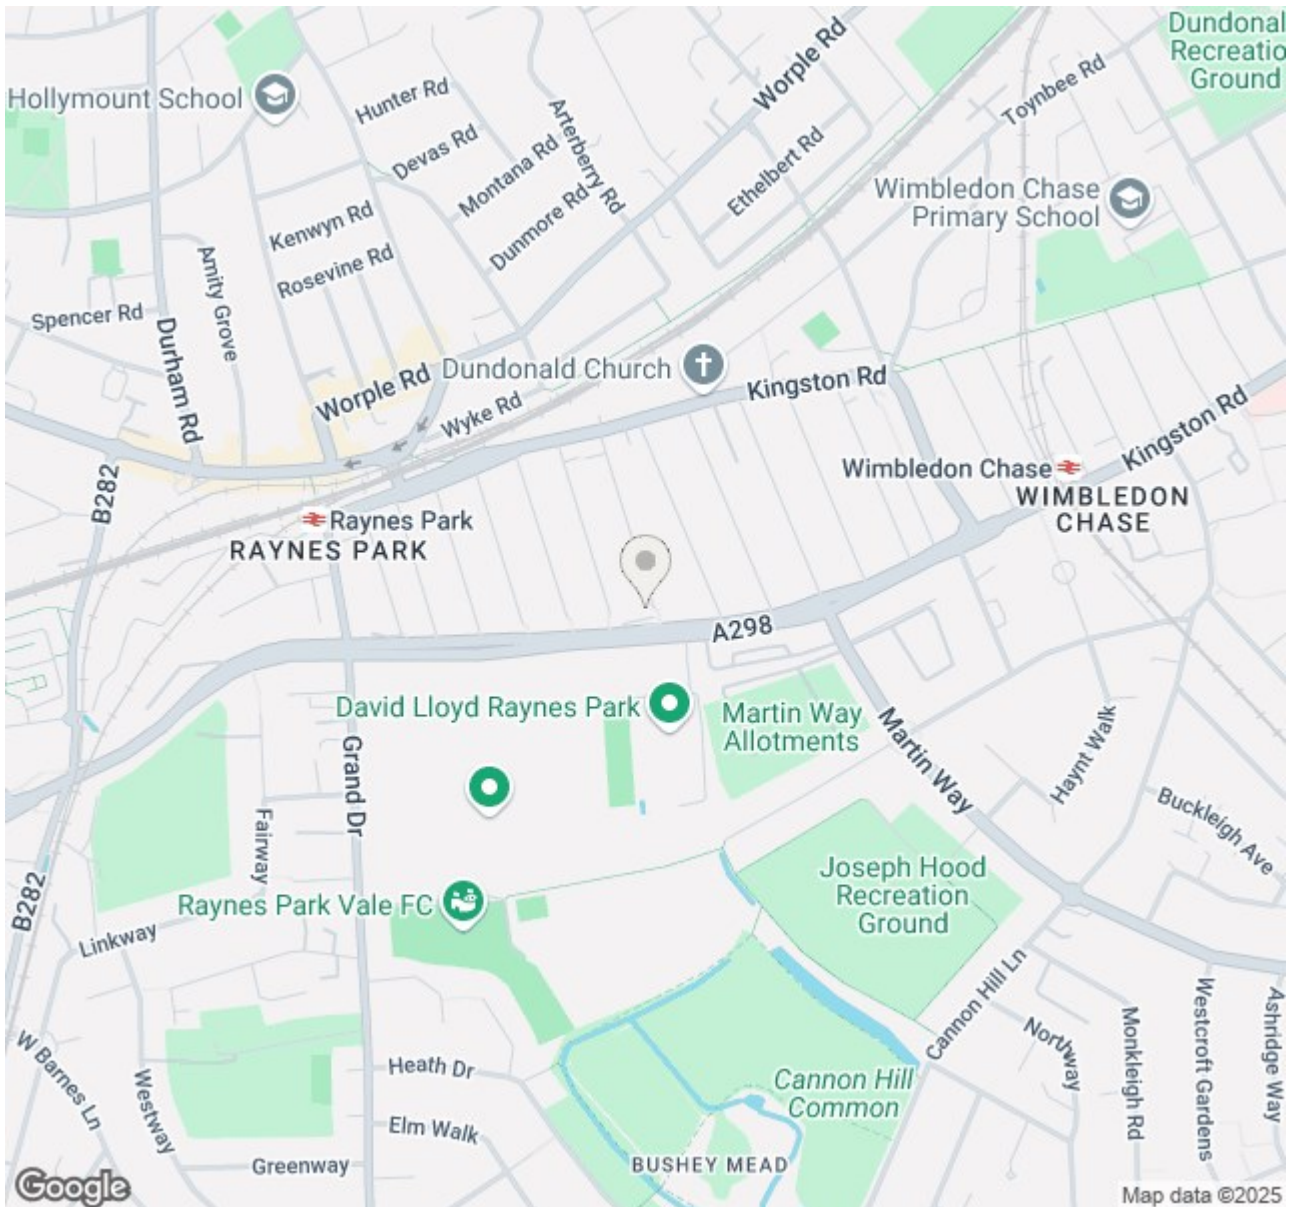 Dundonal
Recreatio
Ground
Hollymount School
Hunter Rd
Devas Rd
Montana Rd
Arterberry Rd
Worple Rd
Toynbee Rd
Ethelbert Rd
Wimbledon Chase
Primary School
Kenwyn Rd
Dunmore Rd
Rosevine Rd
Amity Grove
Spencer Rd
Durham Rd
Worple Rd
Dundonald Church
Kingston Rd
Wyke Rd
Kingston Rd
B282
Wimbledon Chase
WIMBLEDON
CHASE
Raynes Park
RAYNES PARK
A298
David Lloyd Raynes Park
Martin Way
Allotments
Martin Way
Haynt Walk
Grand Dr
Buckleigh Ave
Fairway
Joseph Hood
Recreation
Ground
B282
Raynes Park Vale FC
Linkway
Cannon Hill Ln
Westcroft Gardens
Ashridge Way
Monkleigh Rd
Northway
W Barnes Ln
Westway
Heath Dr
Cannon Hill
Common
Elm Walk
Greenway
BUSHEY MEAD
Google
Map data ©2025